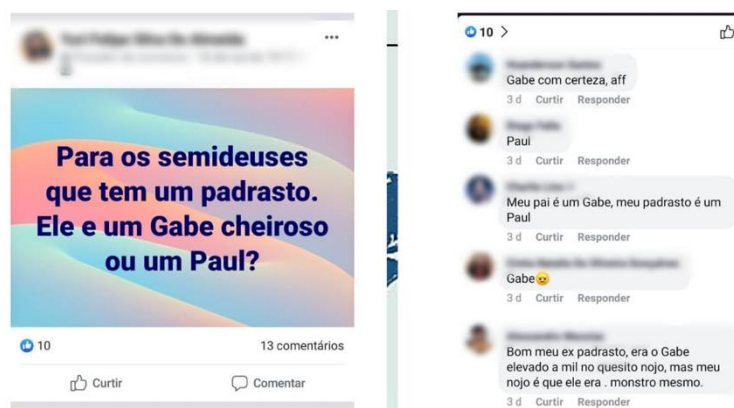 Para os semideuses
que tem um padrasto.
Ele e um Gabe cheiroso
ou um Paul?
10
13 comentários
Curtir
Comentar
10
Gabe com certeza, aff
3 d Curtir Responder
Paul
3 d Curtir Responder
Meu pai é um Gabe, meu padrasto é um
Paul
3 d Curtir Responder
Gabe😠
3 d Curtir Responder
Bom meu ex padrasto, era o Gabe
elevado a mil no quesito nojo, mas meu
nojo é que ele era . monstro mesmo.
3 d Curtir Responder